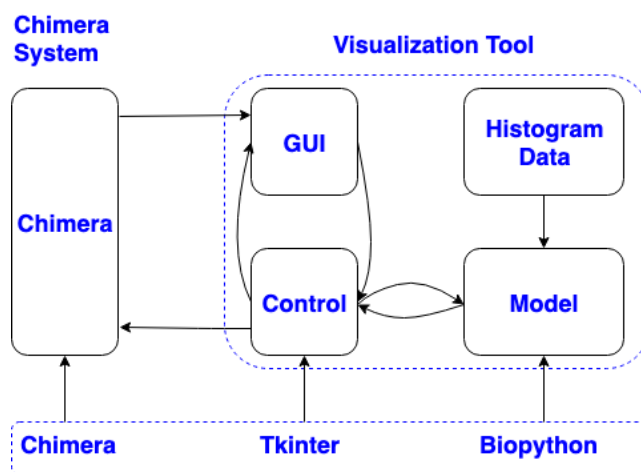 Chimera
System
Visualization Tool
GUI
Histogram
Data
Chimera
Control
Model
Chimera
Tkinter
Biopython